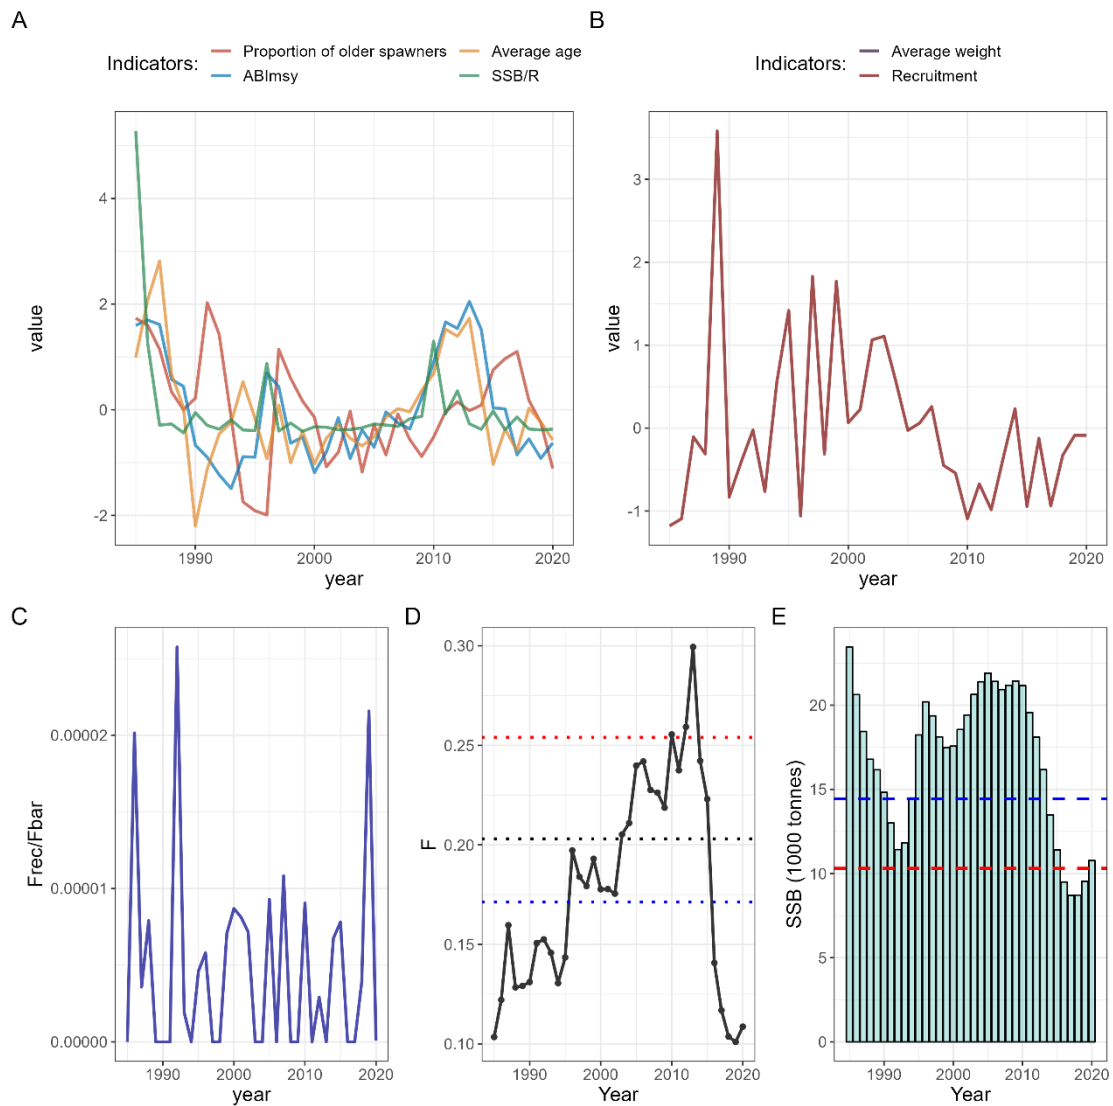 A
Indicators:
Proportion of older spawners
Average age
ABImsy
SSB/R
value
4
2
0
-2
1990
2000
2010
2020
year
B
Indicators:
Average weight
Recruitment
value
3
2
1
0
-1
1990
2000
2010
2020
year
C
Frec/Fbar
0.00002
0.00001
0.00000
1990
2000
2010
2020
year
D
F
0.30
0.25
0.20
0.15
0.10
1990
2000
2010
2020
Year
E
SSB (1000 tonnes)
20
15
10
5
0
1990
2000
2010
2020
Year